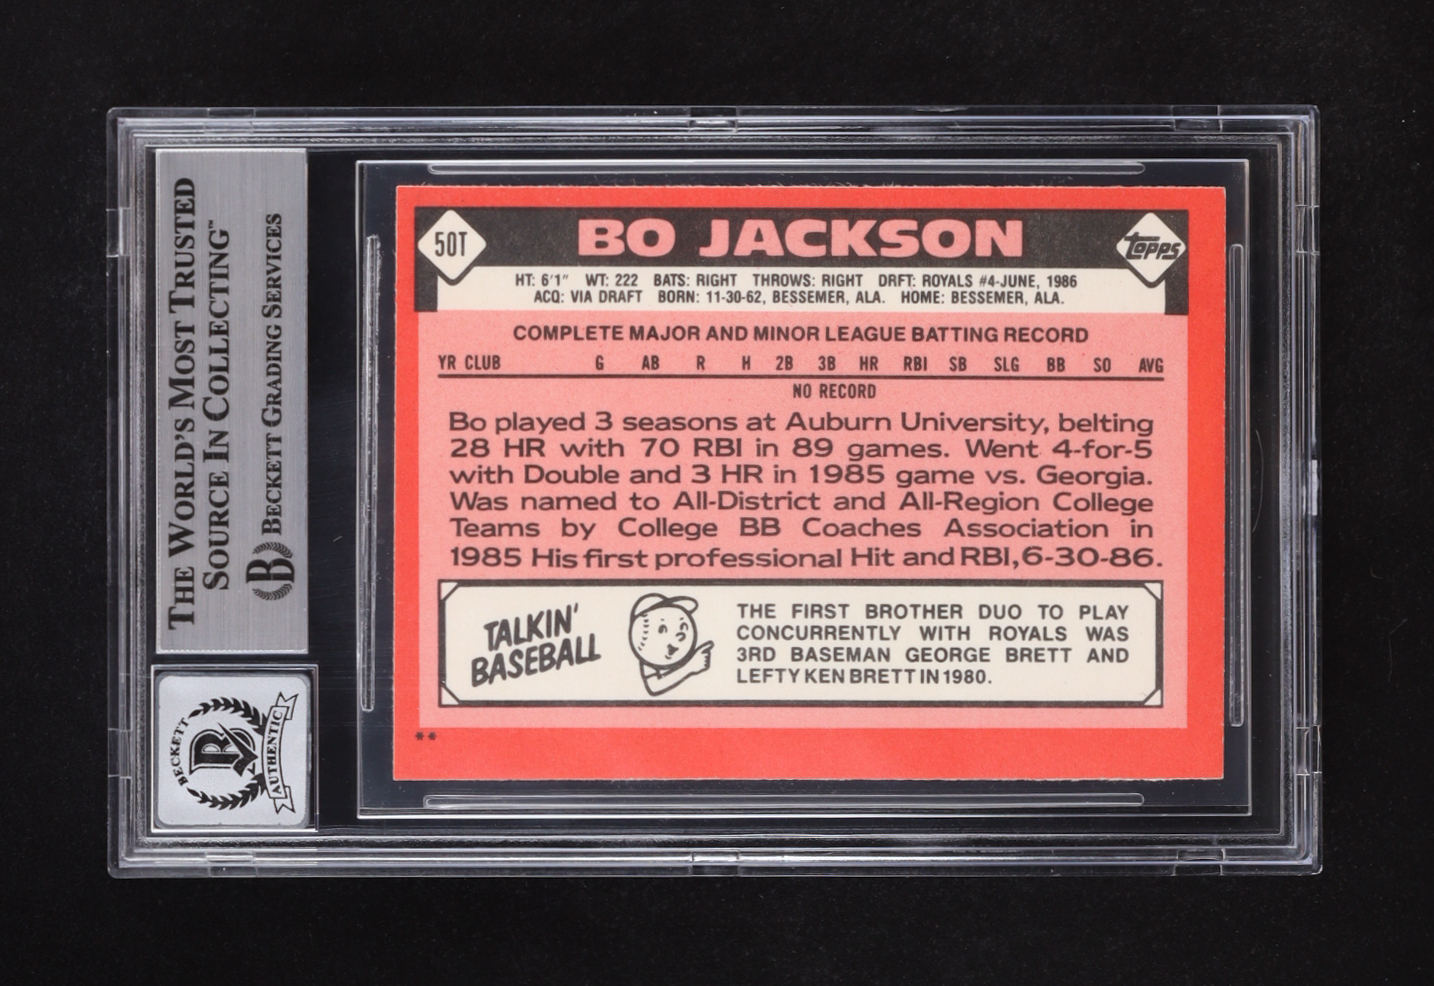 THE WORLD'S MOST TRUSTED
SOURCE IN COLLECTING™
B BECKETT GRADING SERVICES
BECKETT
B
AUTHENTIC
50T
BO JACKSON
TOPPS
HT: 6'1" WT: 222 BATS: RIGHT THROWS: RIGHT DRFT: ROYALS #4-JUNE, 1986
ACQ: VIA DRAFT BORN: 11-30-62, BESSEMER, ALA. HOME: BESSEMER, ALA.
COMPLETE MAJOR AND MINOR LEAGUE BATTING RECORD
YR CLUB G AB R H 2B 3B HR RBI SB SLG BB SO AVG
NO RECORD
Bo played 3 seasons at Auburn University, belting
28 HR with 70 RBI in 89 games. Went 4-for-5
with Double and 3 HR in 1985 game vs. Georgia.
Was named to All-District and All-Region College
Teams by College BB Coaches Association in
1985 His first professional Hit and RBI, 6-30-86.
TALKIN'
BASEBALL
THE FIRST BROTHER DUO TO PLAY
CONCURRENTLY WITH ROYALS WAS
3RD BASEMAN GEORGE BRETT AND
LEFTY KEN BRETT IN 1980.
**